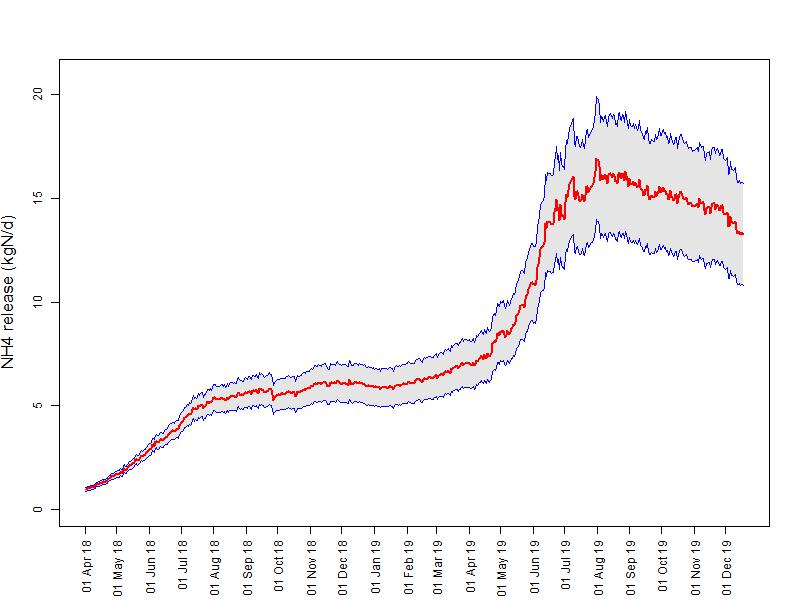 NH4 release (kgN/d)
20
15
10
5
0
01 Apr 18
01 May 18
01 Jun 18
01 Jul 18
01 Aug 18
01 Sep 18
01 Oct 18
01 Nov 18
01 Dec 18
01 Jan 19
01 Feb 19
01 Mar 19
01 Apr 19
01 May 19
01 Jun 19
01 Jul 19
01 Aug 19
01 Sep 19
01 Oct 19
01 Nov 19
01 Dec 19